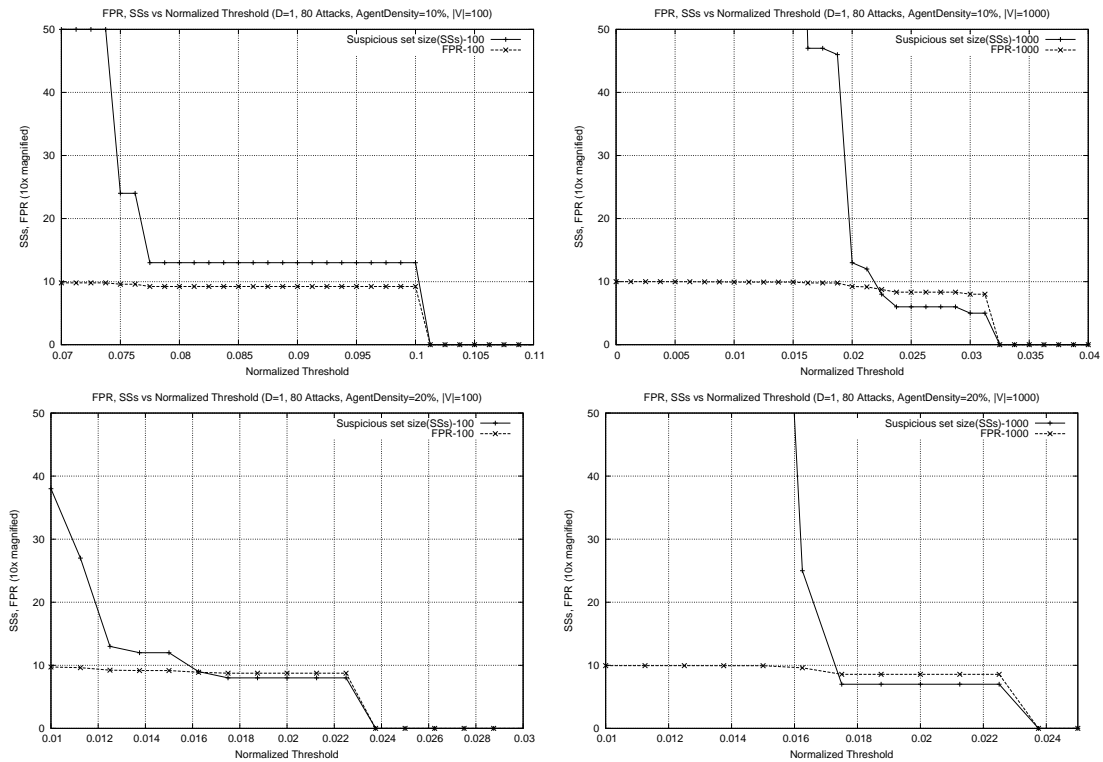 FPR, SSs vs Normalized Threshold (D=1, 80 Attacks, AgentDensity=10%, |V|=100)
Suspicious set size(SSs)-100
FPR-100
50
40
30
20
10
0
SSs, FPR (10x magnified)
0.07 0.075 0.08 0.085 0.09 0.095 0.1 0.105 0.11
Normalized Threshold
FPR, SSs vs Normalized Threshold (D=1, 80 Attacks, AgentDensity=10%, |V|=1000)
Suspicious set size(SSs)-1000
FPR-1000
50
40
30
20
10
0
SSs, FPR (10x magnified)
0 0.005 0.01 0.015 0.02 0.025 0.03 0.035 0.04
Normalized Threshold
FPR, SSs vs Normalized Threshold (D=1, 80 Attacks, AgentDensity=20%, |V|=100)
Suspicious set size(SSs)-100
FPR-100
50
40
30
20
10
0
SSs, FPR (10x magnified)
0.01 0.012 0.014 0.016 0.018 0.02 0.022 0.024 0.026 0.028 0.03
Normalized Threshold
FPR, SSs vs Normalized Threshold (D=1, 80 Attacks, AgentDensity=20%, |V|=1000)
Suspicious set size(SSs)-1000
FPR-1000
50
40
30
20
10
0
SSs, FPR (10x magnified)
0.01 0.012 0.014 0.016 0.018 0.02 0.022 0.024
Normalized Threshold